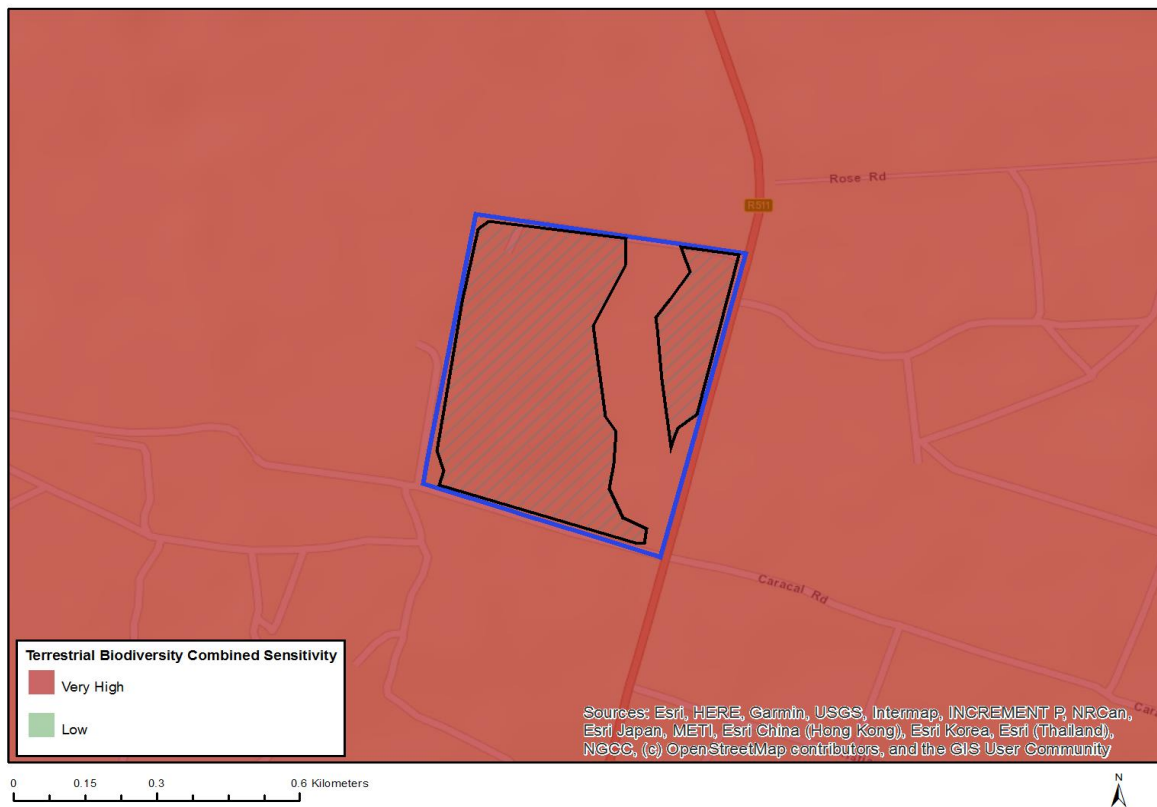 Rose Rd
R511
Caracal Rd
Terrestrial Biodiversity Combined Sensitivity
Very High
Low
Cara
Sources: Esri, HERE, Garmin, USGS, Intermap, INCREMENT P, NRCan,
Esri Japan, METI, Esri China (Hong Kong), Esri Korea, Esri (Thailand),
NGCC, (c) OpenStreetMap contributors, and the GIS User Community
0 0.15 0.3 0.6 Kilometers
N